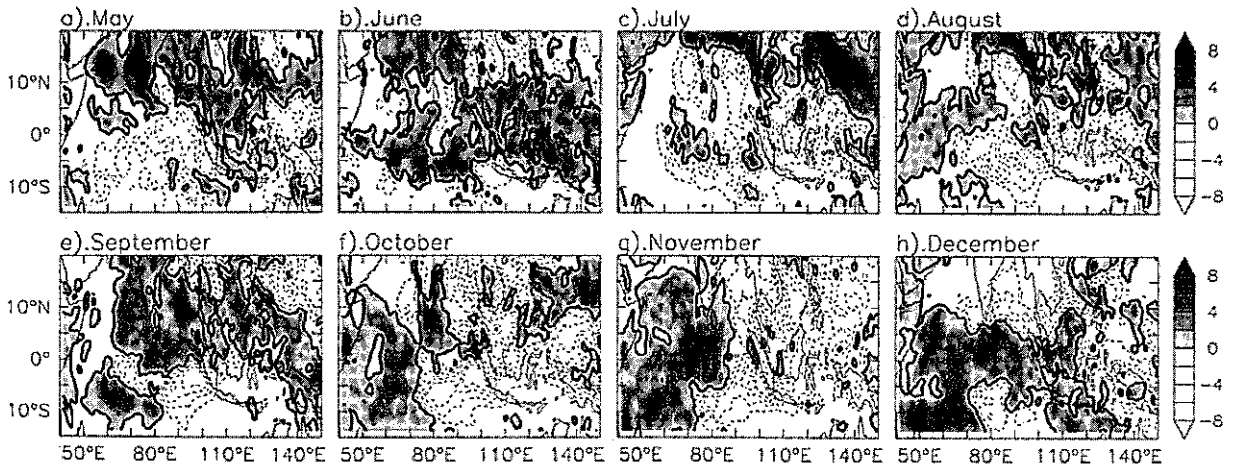 a).May
b).June
c).July
d).August
10°N
0°
10°S
8
4
0
−4
−8
e).September
f).October
g).November
h).December
10°N
0°
10°S
8
4
0
−4
−8
50°E 80°E 110°E 140°E
50°E 80°E 110°E 140°E
50°E 80°E 110°E 140°E
50°E 80°E 110°E 140°E